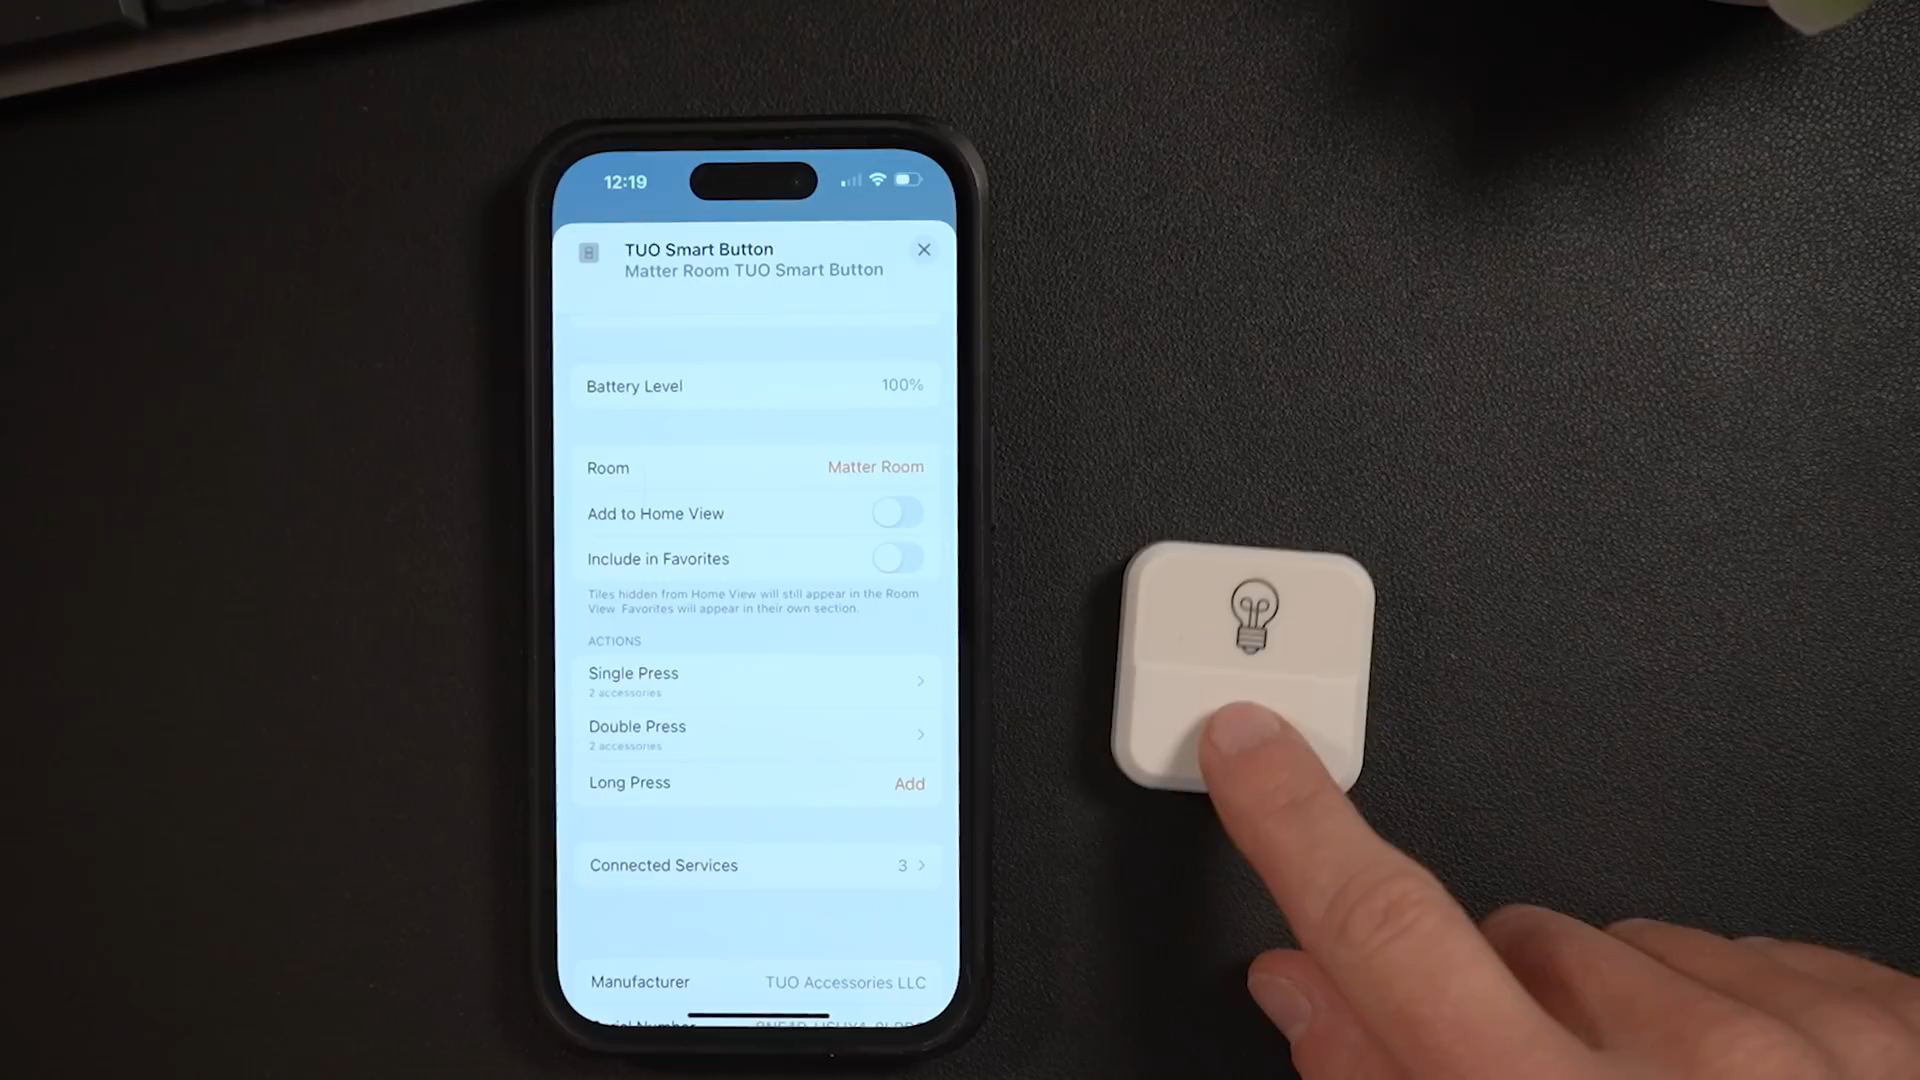 12:19
TUO Smart Button
Matter Room TUO Smart Button
Battery Level 100%
Room Matter Room
Add to Home View
Include in Favorites
Tiles hidden from Home View will still appear in the Room
View. Favorites will appear in their own section.
ACTIONS
Single Press
2 accessories
Double Press
2 accessories
Long Press Add
Connected Services 3
Manufacturer TUO Accessories LLC
Serial Number